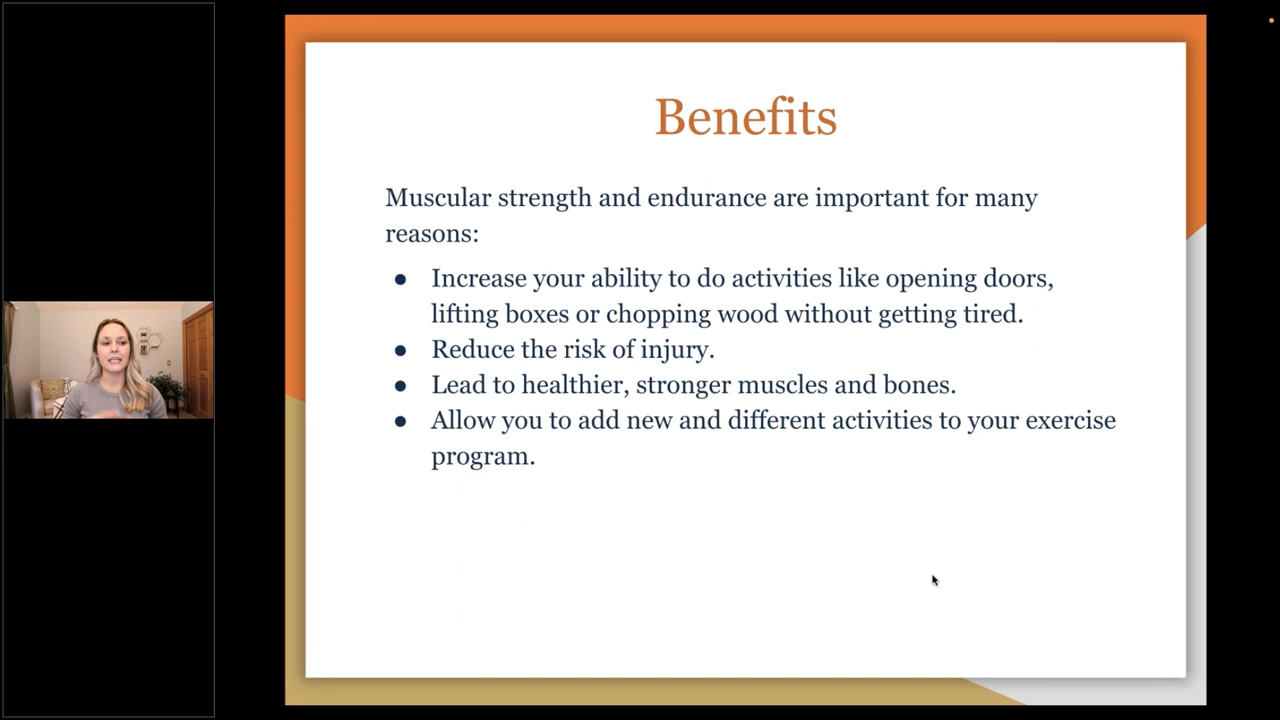 Benefits
Muscular strength and endurance are important for many
reasons:
● Increase your ability to do activities like opening doors,
lifting boxes or chopping wood without getting tired.
● Reduce the risk of injury.
● Lead to healthier, stronger muscles and bones.
● Allow you to add new and different activities to your exercise
program.